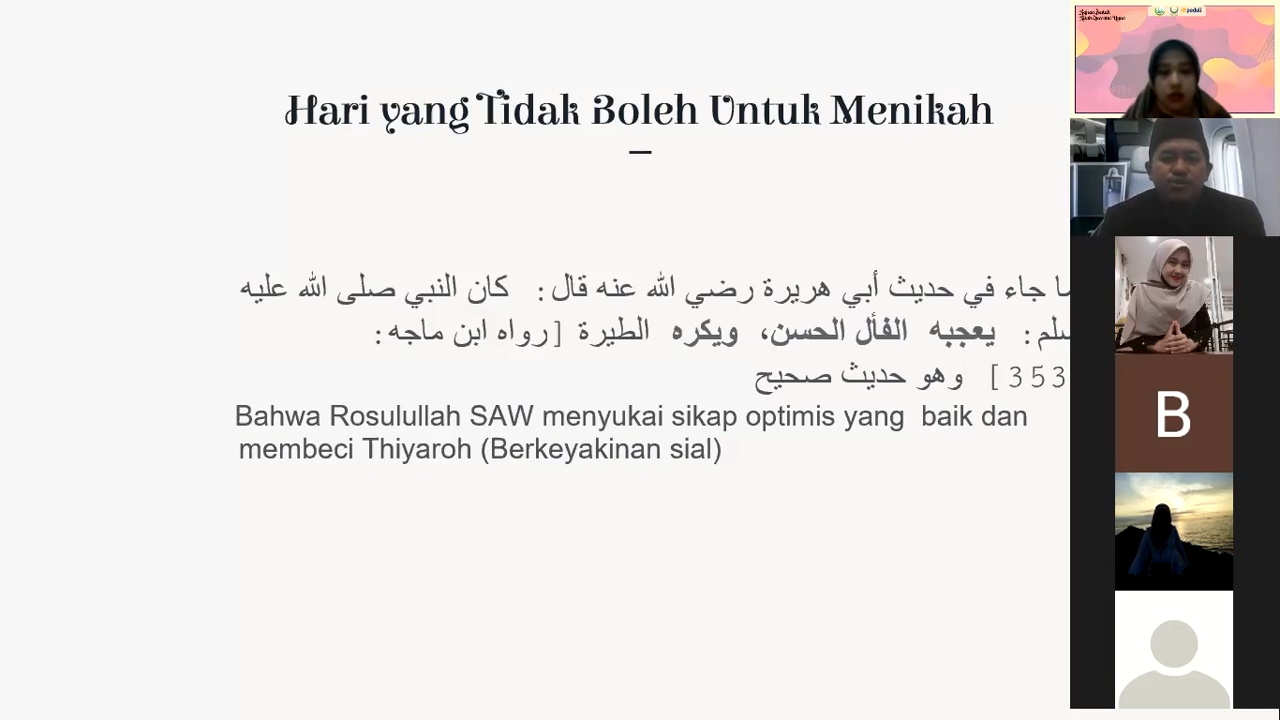 Hari yang Tidak Boleh Untuk Menikah
ما جاء في حديث أبي هريرة رضي الله عنه قال: كان النبي صلى الله عليه
سلم: يعجبه الفأل الحسن، ويكره الطيرة [رواه ابن ماجه:
353] وهو حديث صحيح
Bahwa Rosulullah SAW menyukai sikap optimis yang baik dan
membeci Thiyaroh (Berkeyakinan sial)
peduli
B